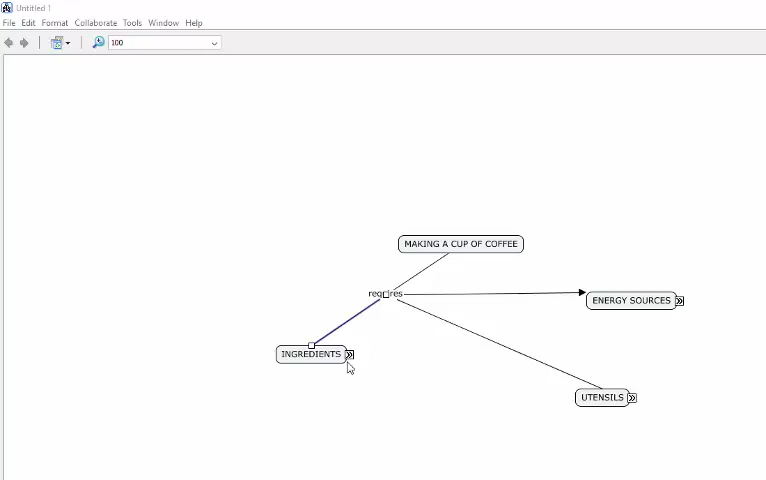 Untitled 1
File Edit Format Collaborate Tools Window Help
100
MAKING A CUP OF COFFEE
requires
ENERGY SOURCES
INGREDIENTS
UTENSILS